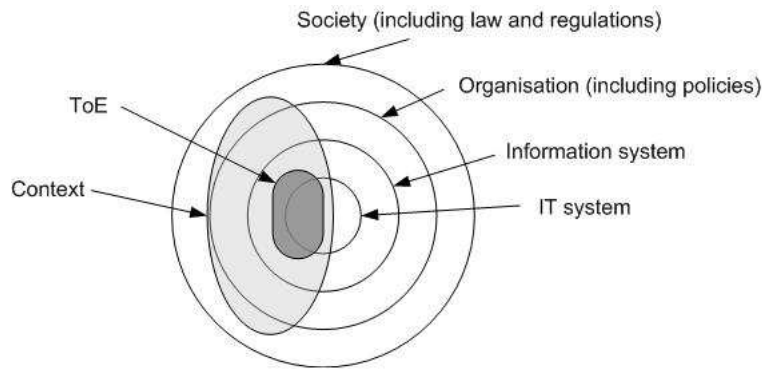 Society (including law and regulations)
Organisation (including policies)
ToE
Information system
Context
IT system